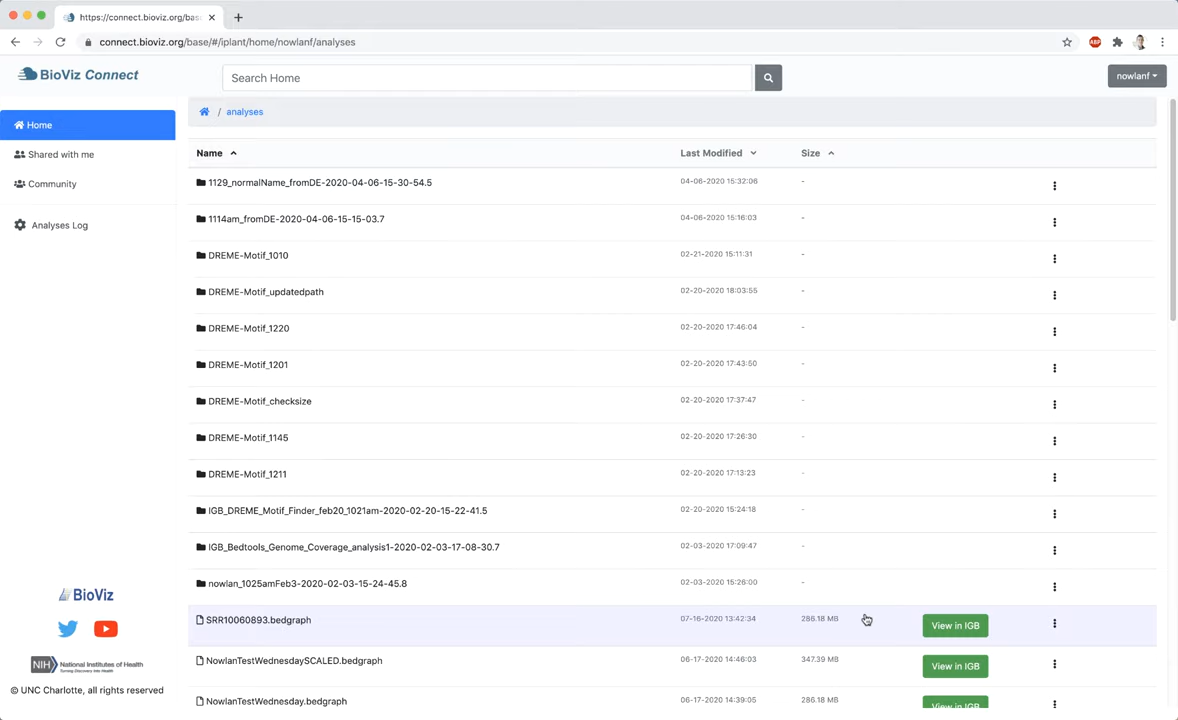 https://connect.bioviz.org/bas
connect.bioviz.org/base/#/iplant/home/nowlanf/analyses
ABP
BioViz Connect
Search Home
nowlanf
Home
Shared with me
Community
Analyses Log
/ analyses
Name Last Modified Size
1129_normalName_fromDE-2020-04-06-15-30-54.5 04-06-2020 15:32:06 -
1114am_fromDE-2020-04-06-15-15-03.7 04-06-2020 15:16:03 -
DREME-Motif_1010 02-21-2020 15:11:31 -
DREME-Motif_updatedpath 02-20-2020 18:03:55 -
DREME-Motif_1220 02-20-2020 17:46:04 -
DREME-Motif_1201 02-20-2020 17:43:50 -
DREME-Motif_checksize 02-20-2020 17:37:47 -
DREME-Motif_1145 02-20-2020 17:26:30 -
DREME-Motif_1211 02-20-2020 17:13:23 -
IGB_DREME_Motif_Finder_feb20_1021am-2020-02-20-15-22-41.5 02-20-2020 15:24:18 -
IGB_Bedtools_Genome_Coverage_analysis1-2020-02-03-17-08-30.7 02-03-2020 17:09:47 -
nowlan_1025amFeb3-2020-02-03-15-24-45.8 02-03-2020 15:26:00 -
SRR10060893.bedgraph 07-16-2020 13:42:34 286.18 MB View in IGB
NowlanTestWednesdaySCALED.bedgraph 06-17-2020 14:46:03 347.39 MB View in IGB
NowlanTestWednesday.bedgraph 06-17-2020 14:39:05 286.18 MB View in IGB
BioViz
NIH National Institutes of Health
Turning Discovery Into Health
© UNC Charlotte, all rights reserved